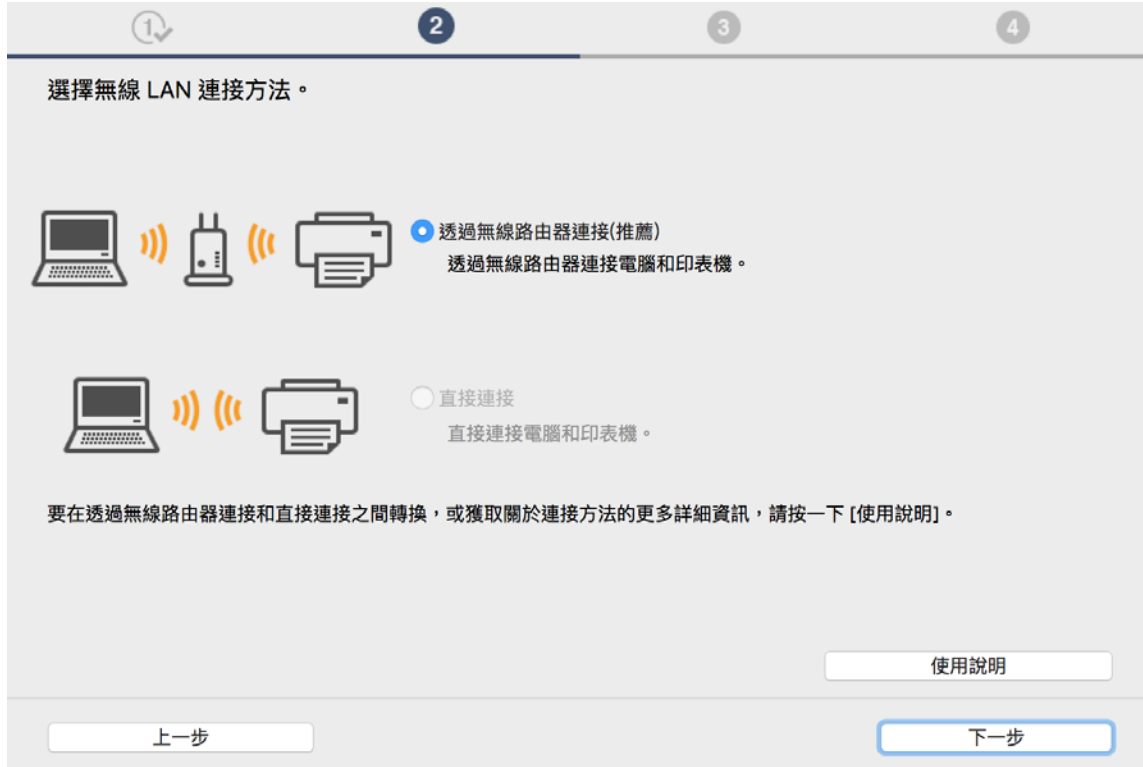 1 2 3 4
選擇無線 LAN 連接方法。
透過無線路由器連接(推薦)
透過無線路由器連接電腦和印表機。
直接連接
直接連接電腦和印表機。
要在透過無線路由器連接和直接連接之間轉換，或獲取關於連接方法的更多詳細資訊，請按一下 [使用說明]。
使用說明
上一步 下一步